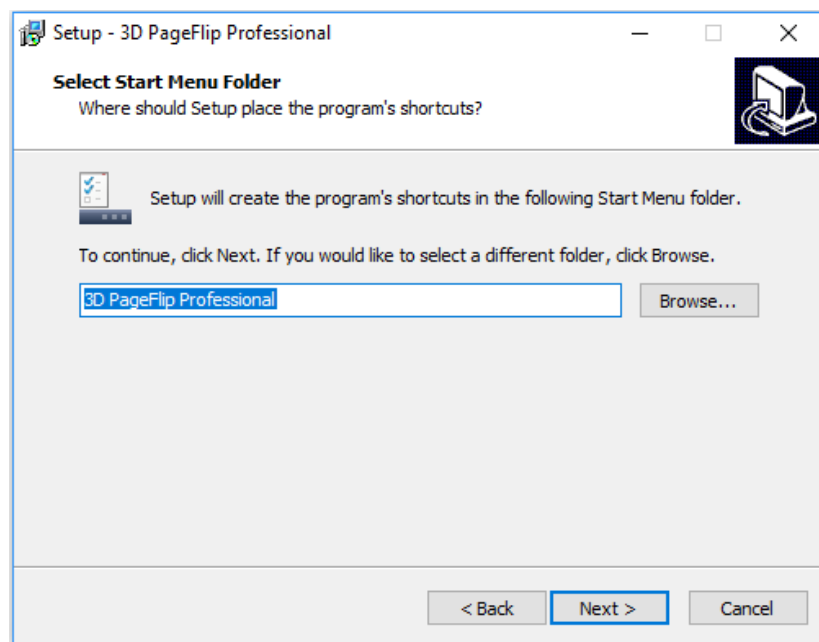 Setup - 3D PageFlip Professional
Select Start Menu Folder
Where should Setup place the program's shortcuts?
Setup will create the program's shortcuts in the following Start Menu folder.
To continue, click Next. If you would like to select a different folder, click Browse.
3D PageFlip Professional
Browse...
< Back
Next >
Cancel